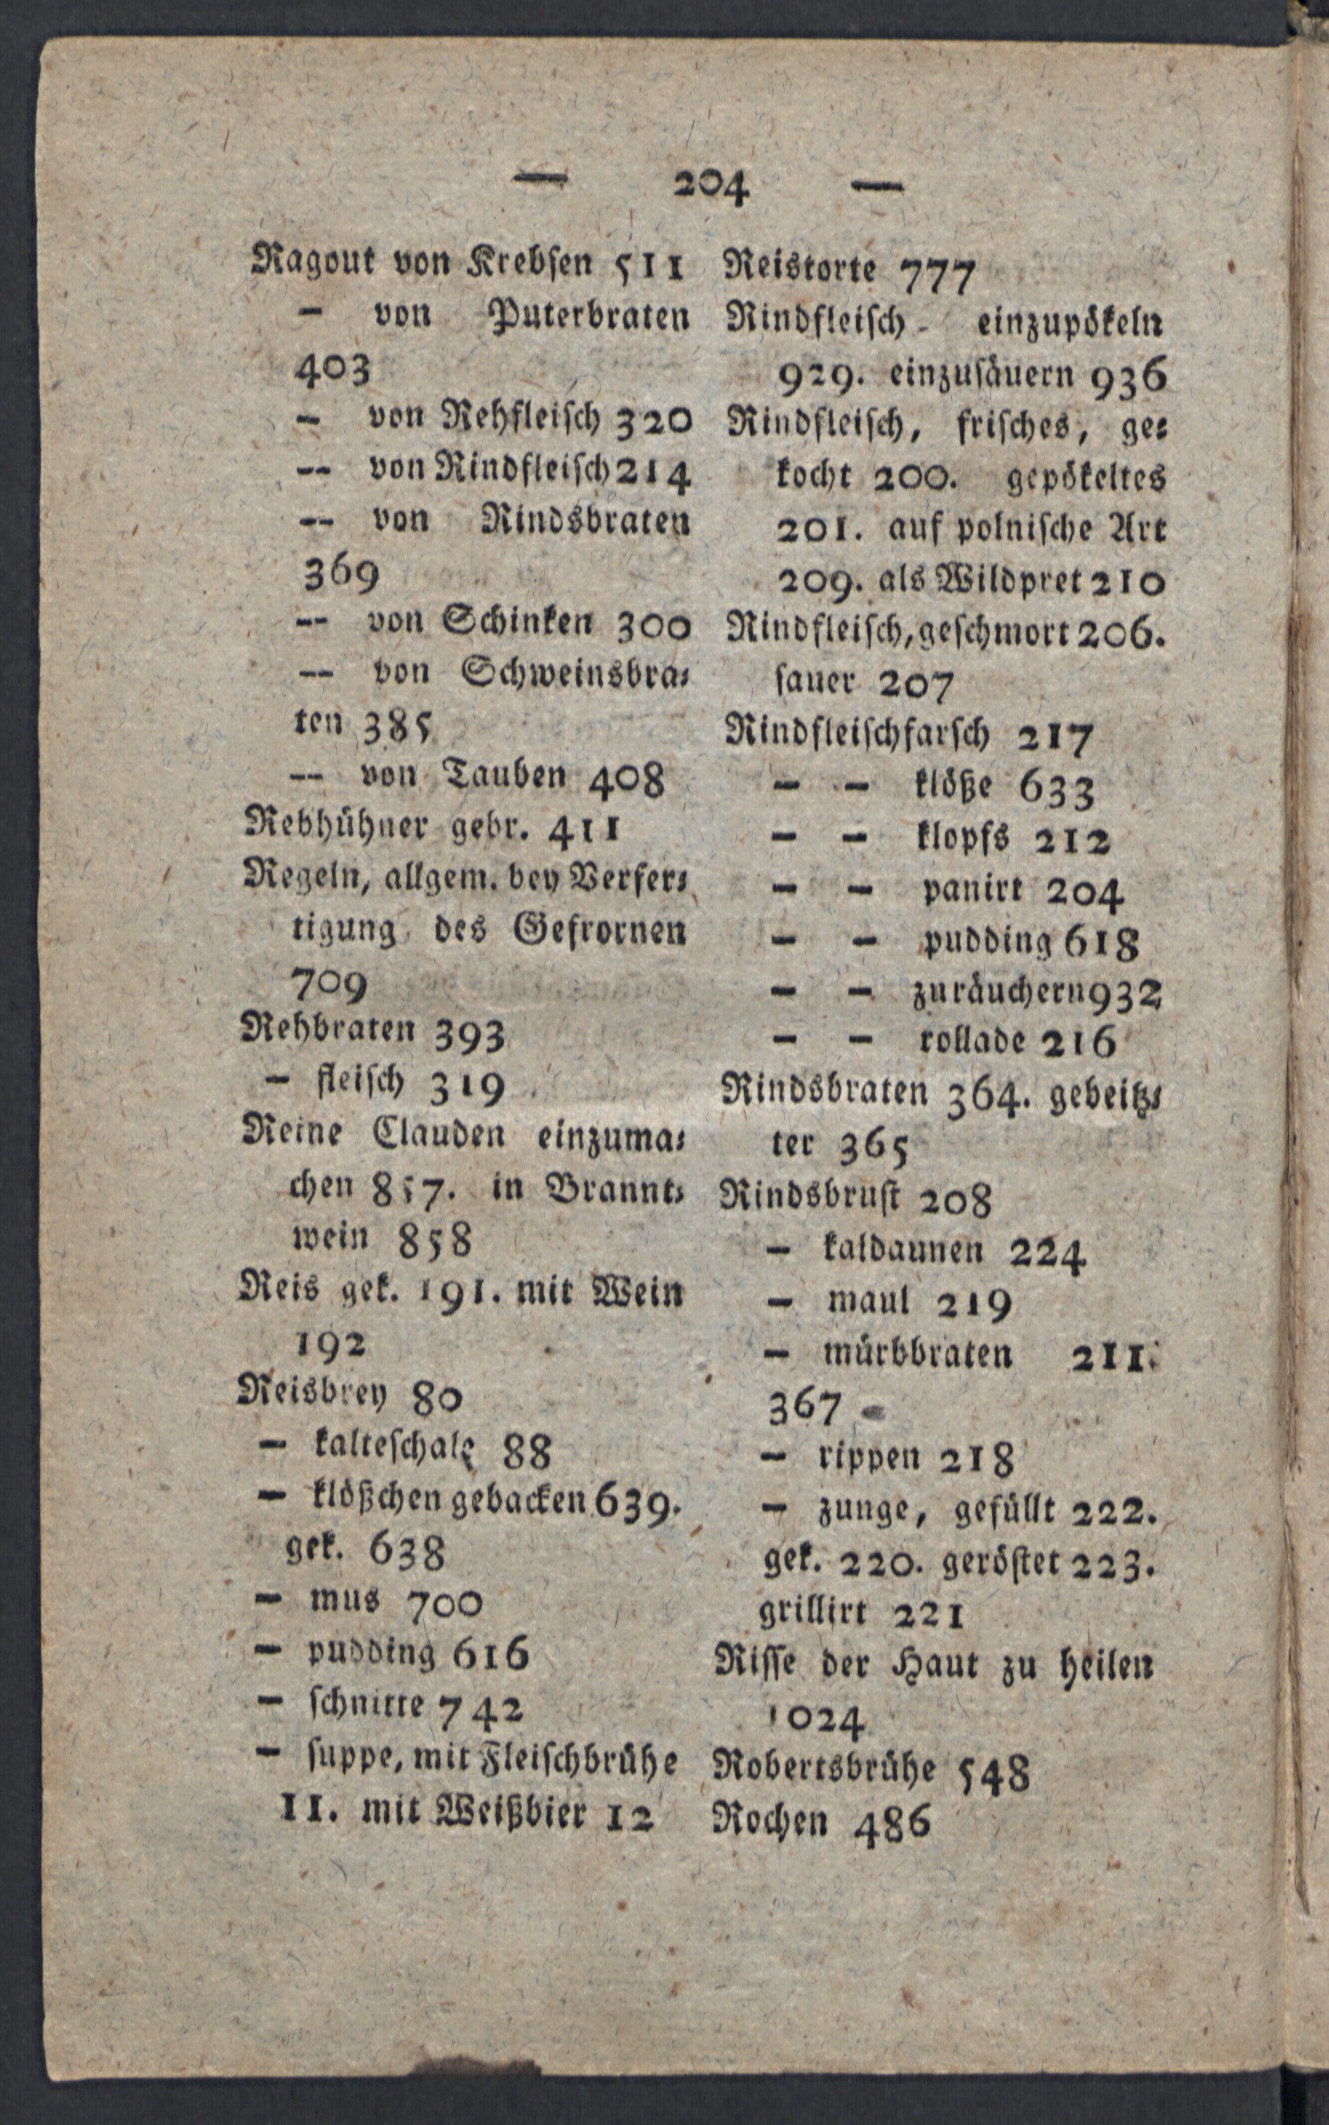 — 204 —
Ragout von Krebsen 511
— von Puterbraten
403
— von Rehfleisch 320
-- von Rindfleisch 214
-- von Rindsbraten
369
-- von Schinken 300
-- von Schweinsbra⸗
ten 385
-- von Tauben 408
Rebhühner gebr. 411
Regeln, allgem. bey Verfer⸗
tigung des Gefrornen
709
Rehbraten 393
— fleisch 319
Reine Clauden einzuma⸗
chen 857. in Brannt⸗
wein 858
Reis gek. 191. mit Wein
192
Reisbrey 80
— kalteschale 88
— klößchen gebacken 639.
gek. 638
— mus 700
— pudding 616
— schnitte 742
— suppe, mit Fleischbrühe
11. mit Weißbier 12
Reistorte 777
Rindfleisch - einzupökeln
929. einzusäuern 936
Rindfleisch, frisches, ge⸗
kocht 200. gepökeltes
201. auf polnische Art
209. als Wildpret 210
Rindfleisch, geschmort 206.
sauer 207
Rindfleischfarsch 217
— — klöße 633
— — klopfs 212
— — panirt 204
— — pudding 618
— — zu räuchern 932
— — rollade 216
Rindsbraten 364. gebeitz⸗
ter 365
Rindsbrust 208
— kaldaunen 224
— maul 219
— mürbbraten 211.
367
— rippen 218
— zunge, gefüllt 222.
gek. 220. geröstet 223.
grillirt 221
Risse der Haut zu heilen
1024
Robertsbrühe 548
Rochen 486